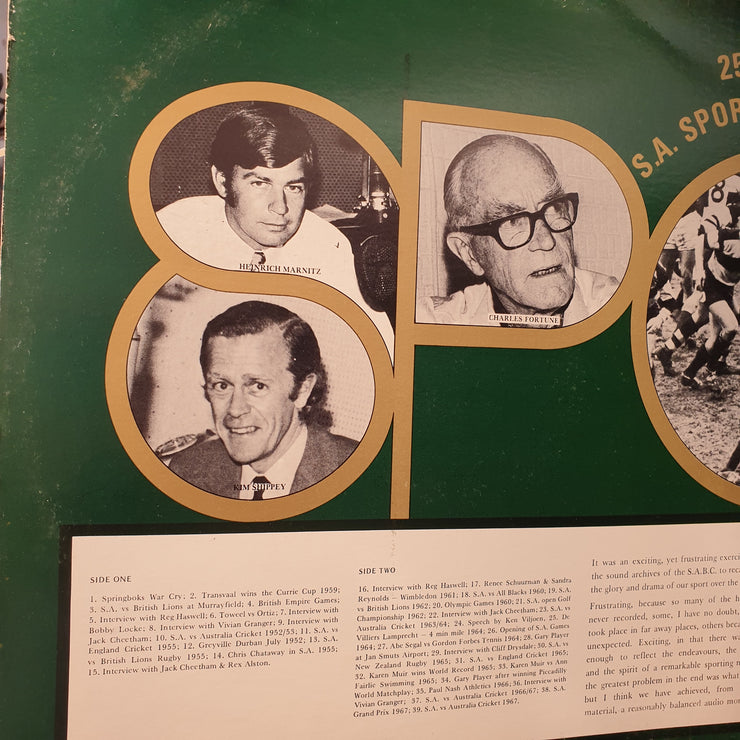 25
S.A. SPOR
HEINRICH MARNITZ
CHARLES FORTUNE
KIM SHIPPEY
SIDE ONE
1. Springboks War Cry; 2. Transvaal wins the Currie Cup 1959;
3. S.A. vs British Lions at Murrayfield; 4. British Empire Games;
5. Interview with Reg Haswell; 6. Toweel vs Ortiz; 7. Interview with
Bobby Locke; 8. Interview with Vivian Granger; 9. Interview with
Jack Cheetham; 10. S.A. vs Australia Cricket 1952/53; 11. S.A. vs
England Cricket 1955; 12. Greyville Durban July 1952; 13. S.A.
vs British Lions Rugby 1955; 14. Chris Chataway in S.A. 1955;
15. Interview with Jack Cheetham & Rex Alston.
SIDE TWO
16. Interview with Reg Haswell; 17. Renee Schuurman & Sandra
Reynolds – Wimbledon 1961; 18. S.A. vs All Blacks 1960; 19. S.A.
vs British Lions 1962; 20. Olympic Games 1960; 21. S.A. open Golf
Championship 1962; 22. Interview with Jack Cheetham; 23. S.A. vs
Australia Cricket 1963/64; 24. Speech by Ken Viljoen, 25. De
Villiers Lamprecht – 4 min mile 1964; 26. Opening of S.A. Games
1964; 27. Abe Segal vs Gordon Forbes Tennis 1964; 28. Gary Player
at Jan Smuts Airport; 29. Interview with Cliff Drysdale; 30. S.A. vs
New Zealand Rugby 1965; 31. S.A. vs England Cricket 1965;
32. Karen Muir wins World Record 1965; 33. Karen Muir vs Ann
Fairlie Swimming 1965; 34. Gary Player after winning Piccadilly
World Matchplay; 35. Paul Nash Athletics 1966; 36. Interview with
Vivian Granger; 37. S.A. vs Australia Cricket 1966/67; 38. S.A.
Grand Prix 1967; 39. S.A. vs Australia Cricket 1967.
It was an exciting, yet frustrating exerci
the sound archives of the S.A.B.C. to reca
the glory and drama of our sport over the
Frustrating, because so many of the h
never recorded, some, I have no doubt,
took place in far away places, others becau
unexpected. Exciting, in that there wa
enough to reflect the endeavours, the
and the spirit of a remarkable sporting n
the greatest problem in the end was what
but I think we have achieved, from
material, a reasonably balanced audio mon
8